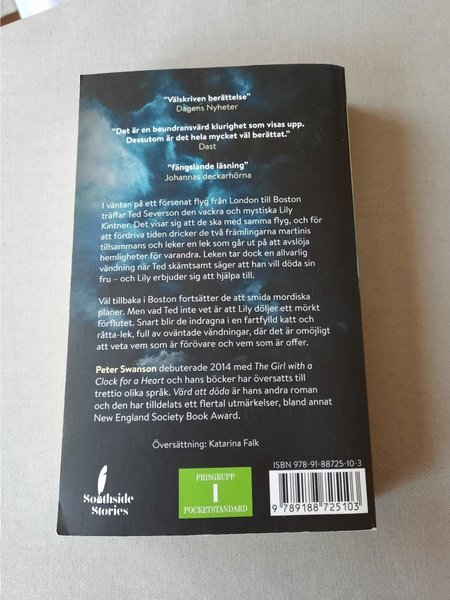 "Välskriven berättelse"
Dagens Nyheter
"Det är en beundransvärd klurighet som visas upp.
Dessutom är det hela mycket väl berättat."
Dast
"fängslande läsning"
Johannas deckarhörna
I väntan på ett försenat flyg från London till Boston
träffar Ted Severson den vackra och mystiska Lily
Kintner. Det visar sig att de ska med samma flyg, och för
att fördriva tiden dricker de två främlingarna martinis
tillsammans och leker en lek som går ut på att avslöja
hemligheter för varandra. Leken tar dock en allvarlig
vändning när Ted skämtsamt säger att han vill döda sin
fru – och Lily erbjuder sig att hjälpa till.
Väl tillbaka i Boston fortsätter de att smida mordiska
planer. Men vad Ted inte vet är att Lily döljer ett mörkt
förflutet. Snart blir de indragna i en fartfylld katt och
råtta-lek, full av oväntade vändningar, där det är omöjligt
att veta vem som är förövare och vem som är offer.
Peter Swanson debuterade 2014 med The Girl with a
Clock for a Heart och hans böcker har översatts till
trettio olika språk. Värd att döda är hans andra roman
och den har tilldelats ett flertal utmärkelser, bland annat
New England Society Book Award.
Översättning: Katarina Falk
ISBN 978-91-88725-10-3
PRISGRUPP
I
POCKETSTANDARD
Southside
Stories
9 789188 725103